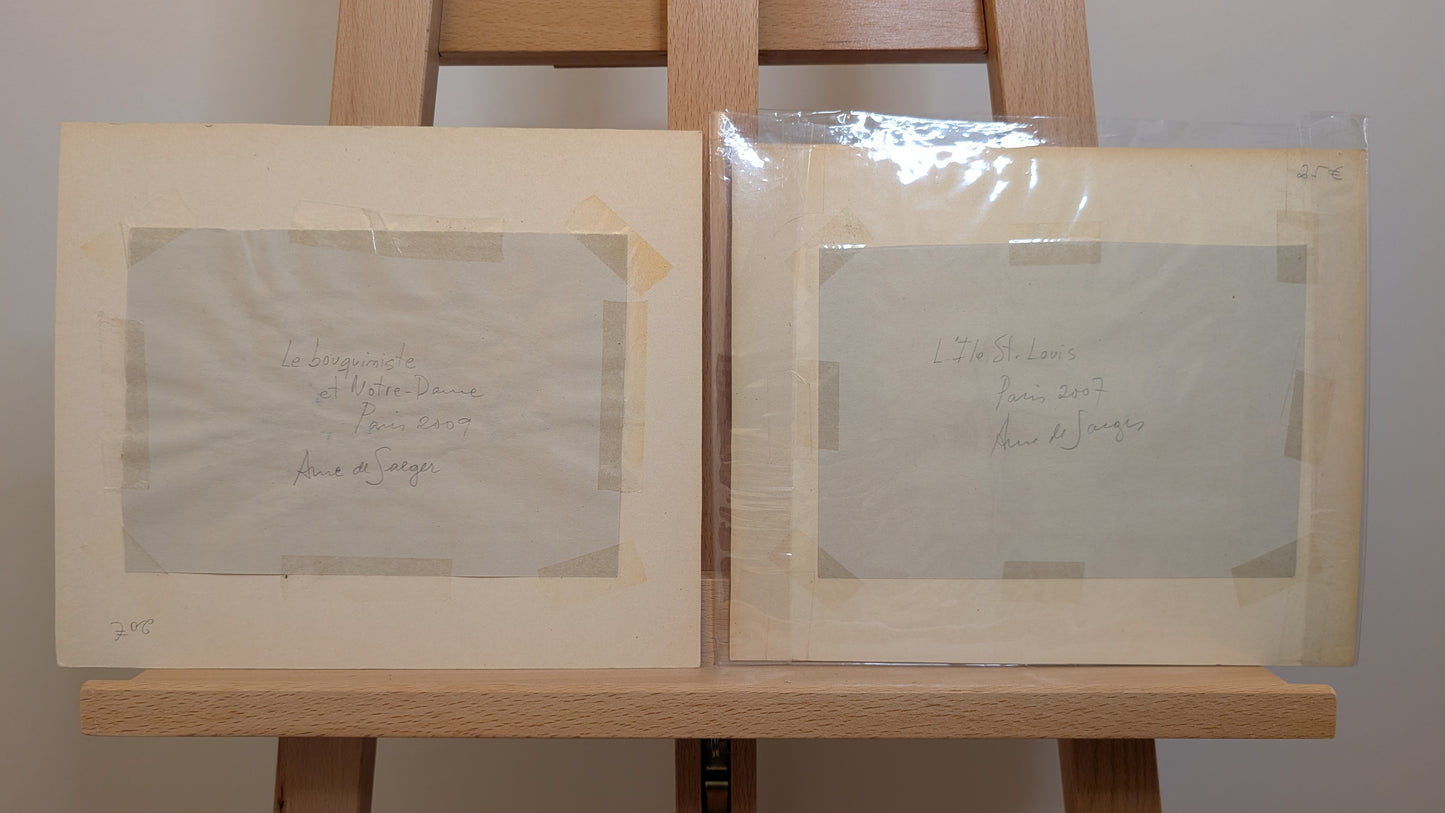 Le bouquiniste
et Notre-Dame
Paris 2009
Anne de Saeger
20€
L'Ile St. Louis
Paris 2007
Anne de Saeger
25€